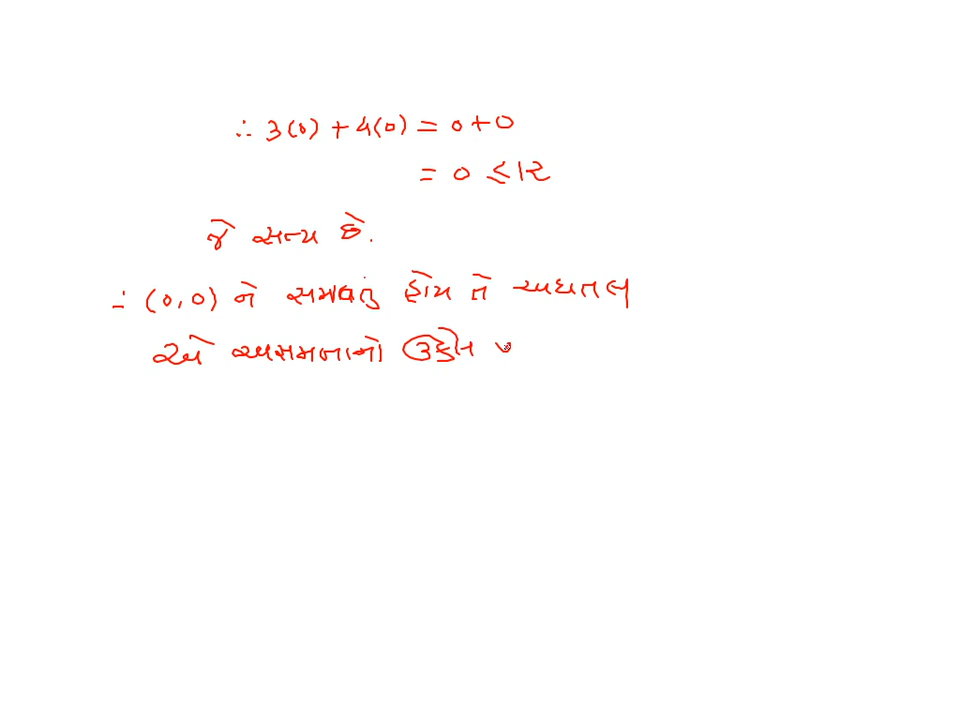 ∴ 3(0) + 4(0) = 0 + 0
= 0 ≤ 12
જે સત્ય છે.
∴ (0,0) ને સમાવતું હોય તે અર્ધતલ
એ અસમતાનો ઉકેલ